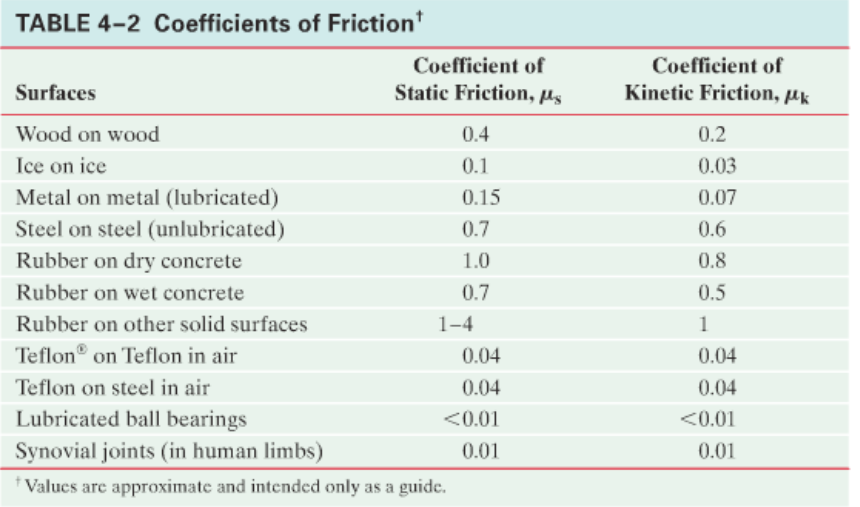 TABLE 4–2 Coefficients of Friction†
Surfaces Coefficient of Static Friction, μs Coefficient of Kinetic Friction, μk
Wood on wood 0.4 0.2
Ice on ice 0.1 0.03
Metal on metal (lubricated) 0.15 0.07
Steel on steel (unlubricated) 0.7 0.6
Rubber on dry concrete 1.0 0.8
Rubber on wet concrete 0.7 0.5
Rubber on other solid surfaces 1–4 1
Teflon® on Teflon in air 0.04 0.04
Teflon on steel in air 0.04 0.04
Lubricated ball bearings <0.01 <0.01
Synovial joints (in human limbs) 0.01 0.01
† Values are approximate and intended only as a guide.